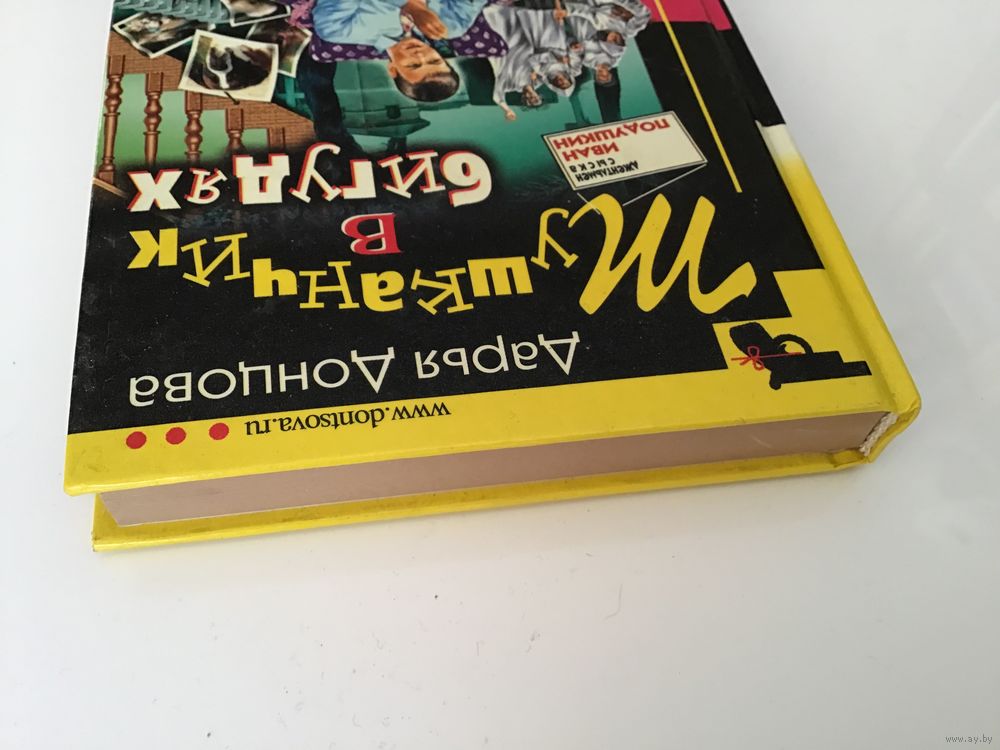 www.dontsova.ru
Дарья Донцова
Тушканчик
в
бигудях
ДЖЕНТЛЬМЕН
СЫСКА
ИВАН
ПОДУШКИН
www.ay.by